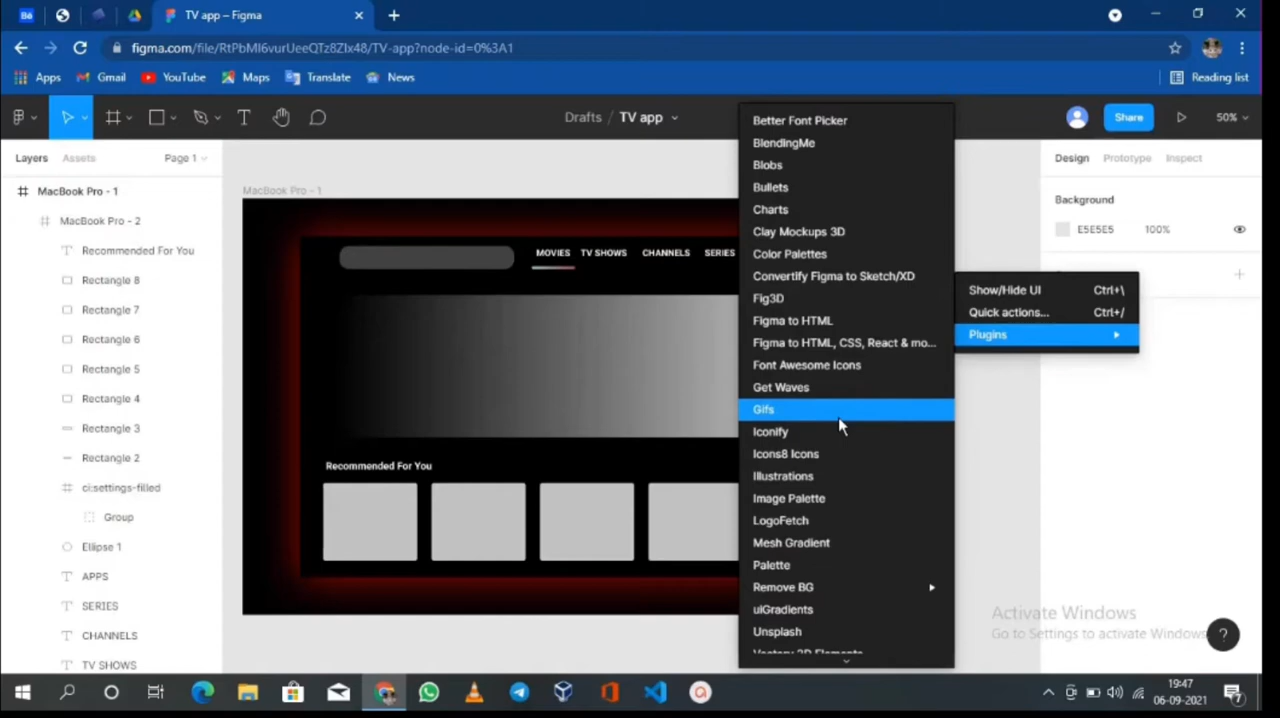 Bē
TV app – Figma
figma.com/file/RtPbMI6vurUeeQTz8ZIx48/TV-app?node-id=0%3A1
Apps
Gmail
YouTube
Maps
Translate
News
Reading list
Drafts / TV app
Share
50%
Layers
Assets
Page 1
MacBook Pro - 1
MacBook Pro - 2
Recommended For You
Rectangle 8
Rectangle 7
Rectangle 6
Rectangle 5
Rectangle 4
Rectangle 3
Rectangle 2
ci:settings-filled
Group
Ellipse 1
APPS
SERIES
CHANNELS
TV SHOWS
MacBook Pro - 1
MOVIES TV SHOWS CHANNELS SERIES
Recommended For You
Better Font Picker
BlendingMe
Blobs
Bullets
Charts
Clay Mockups 3D
Color Palettes
Convertify Figma to Sketch/XD
Fig3D
Figma to HTML
Figma to HTML, CSS, React & mo...
Font Awesome Icons
Get Waves
Gifs
Iconify
Icons8 Icons
Illustrations
Image Palette
LogoFetch
Mesh Gradient
Palette
Remove BG
uiGradients
Unsplash
Vectary 3D Elements
Show/Hide UI Ctrl+\
Quick actions... Ctrl+/
Plugins
Design
Prototype
Inspect
Background
E5E5E5 100%
Activate Windows
Go to Settings to activate Windows
?
19:47
06-09-2021
7